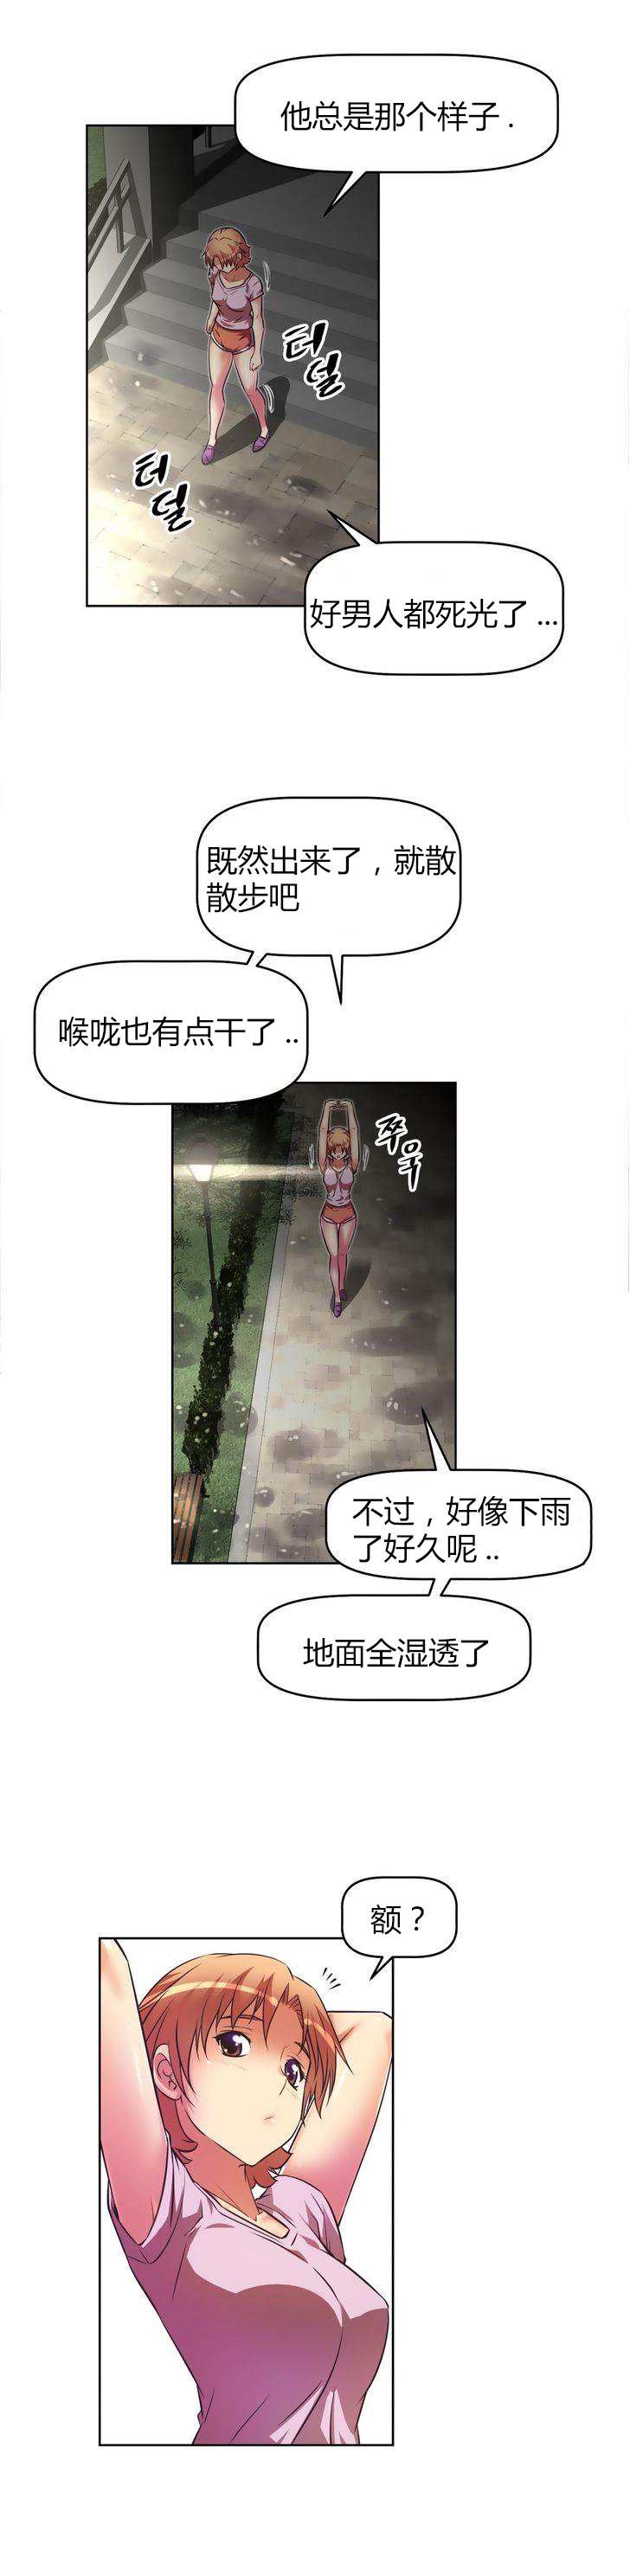 他总是那个样子 .
터
덜
터
덜
好男人都死光了 ...
既然出来了，就散
散步吧
喉咙也有点干了 ..
쭈
욱
不过，好像下雨
了好久呢 ..
地面全湿透了
额？